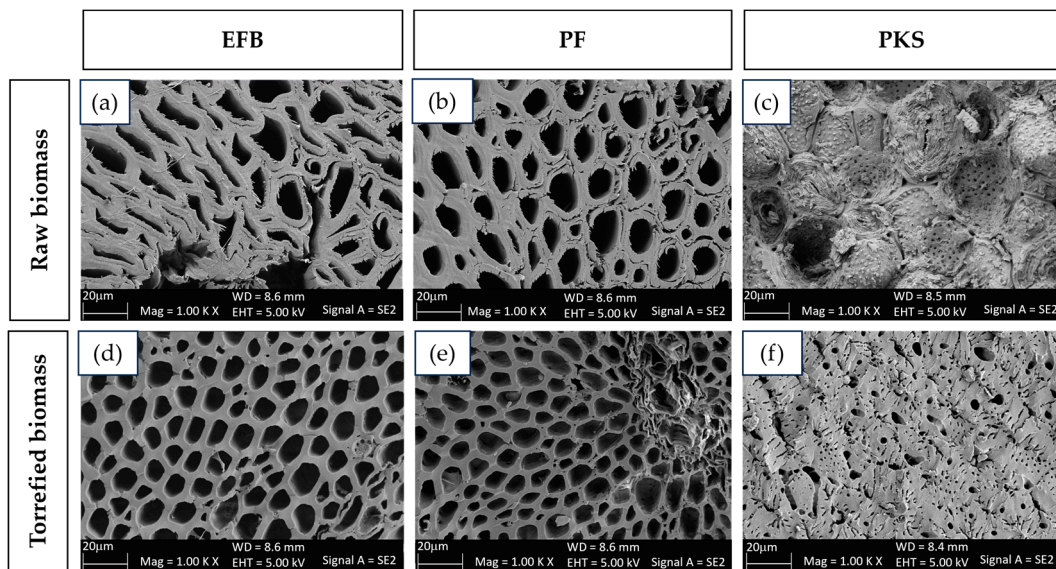 EFB
PF
PKS
Raw biomass
(a)
(b)
(c)
20µm
WD = 8.6 mm
Mag = 1.00 K X
EHT = 5.00 kV
Signal A = SE2
20µm
WD = 8.6 mm
Mag = 1.00 K X
EHT = 5.00 kV
Signal A = SE2
20µm
WD = 8.5 mm
Mag = 1.00 K X
EHT = 5.00 kV
Signal A = SE2
Torrefied biomass
(d)
(e)
(f)
20µm
WD = 8.6 mm
Mag = 1.00 K X
EHT = 5.00 kV
Signal A = SE2
20µm
WD = 8.6 mm
Mag = 1.00 K X
EHT = 5.00 kV
Signal A = SE2
20µm
WD = 8.4 mm
Mag = 1.00 K X
EHT = 5.00 kV
Signal A = SE2